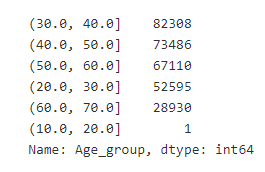 (30.0, 40.0]    82308
(40.0, 50.0]    73486
(50.0, 60.0]    67110
(20.0, 30.0]    52595
(60.0, 70.0]    28930
(10.0, 20.0]        1
Name: Age_group, dtype: int64